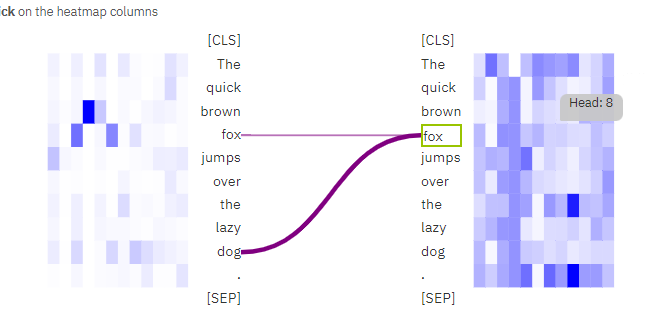 ick on the heatmap columns
[CLS] [CLS]
The The
quick quick
brown brown
Head: 8
fox fox
jumps jumps
over over
the the
lazy lazy
dog dog
. .
[SEP] [SEP]